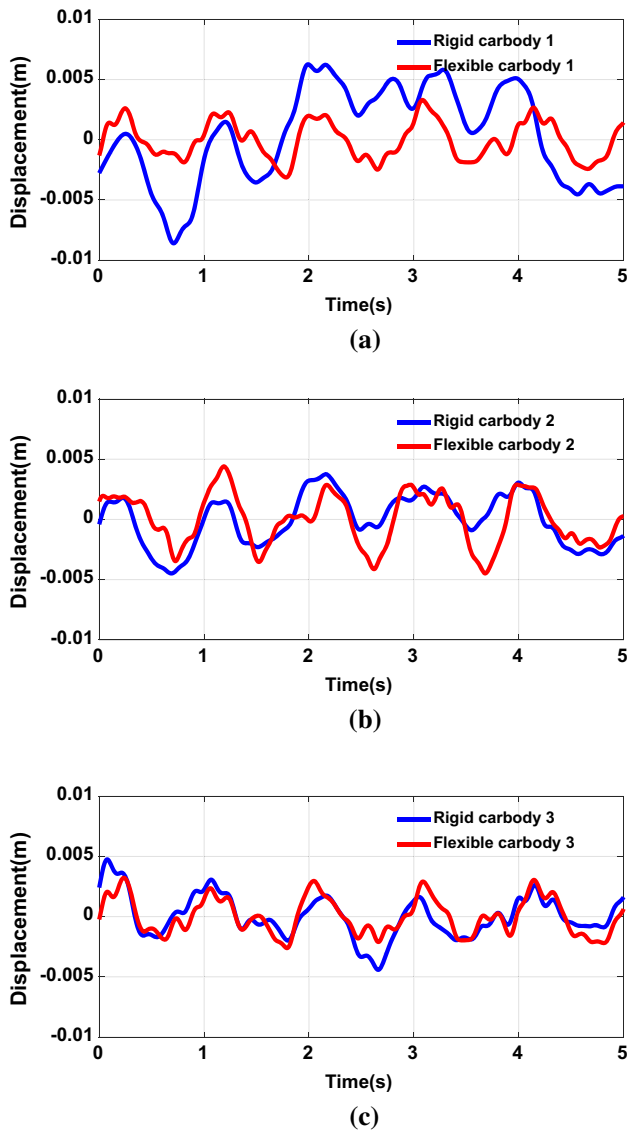 0.01
Rigid carbody 1
Flexible carbody 1
0.005
0
-0.005
-0.01
Displacement(m)
0 1 2 3 4 5
Time(s)
(a)
0.01
Rigid carbody 2
Flexible carbody 2
0.005
0
-0.005
-0.01
Displacement(m)
0 1 2 3 4 5
Time(s)
(b)
0.01
Rigid carbody 3
Flexible carbody 3
0.005
0
-0.005
-0.01
Displacement(m)
0 1 2 3 4 5
Time(s)
(c)